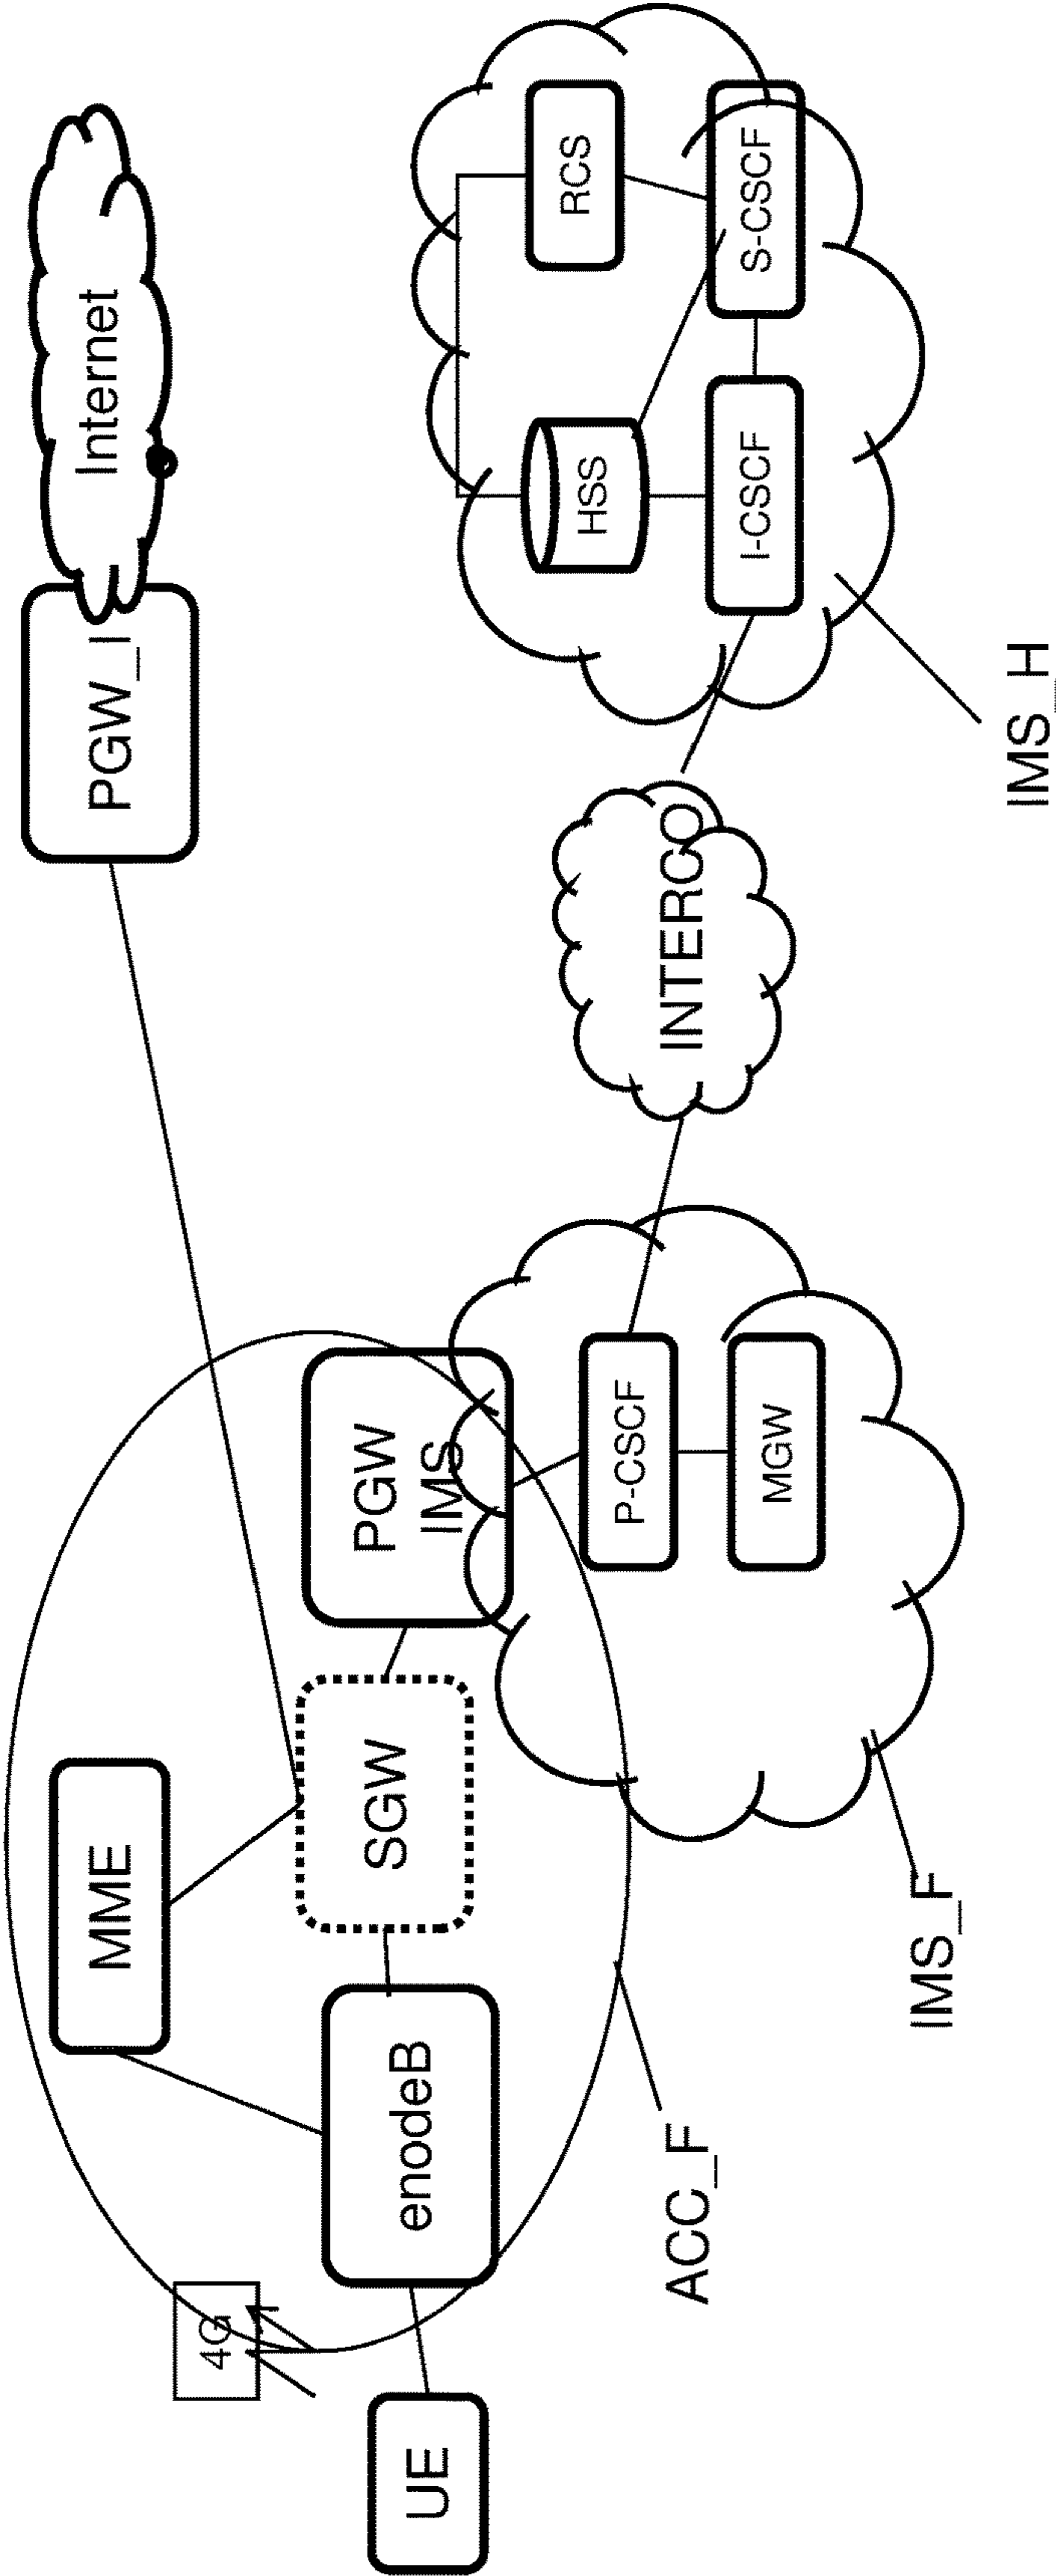 Internet
PGW_I
MME
4G
UE
enodeB
SGW
PGW
IMS
P-CSCF
MGW
INTERCO
HSS
RCS
I-CSCF
S-CSCF
ACC_F
IMS_F
IMS_H